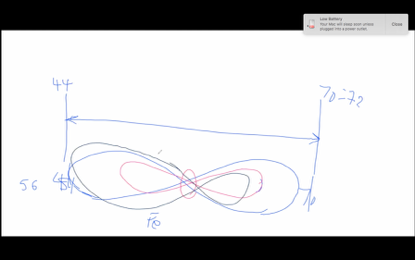 Low Battery
Your Mac will sleep soon unless
plugged into a power outlet.
Close
44
70-72
56
Fe